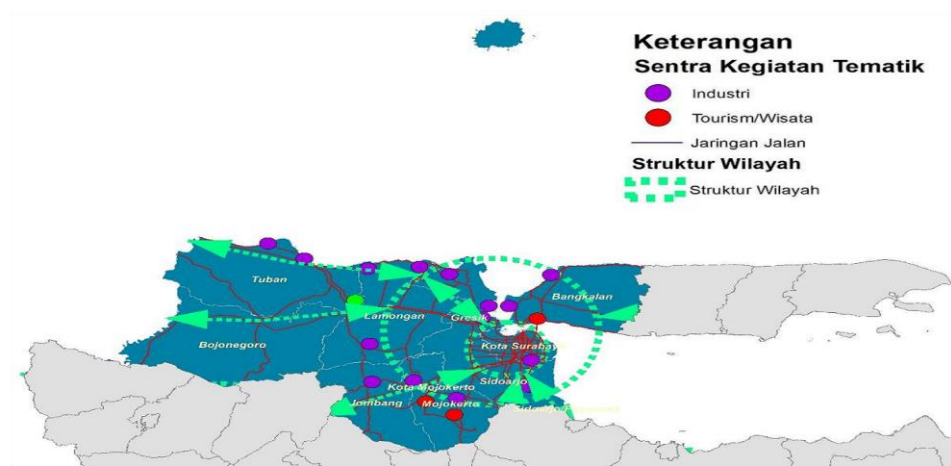 Keterangan
Sentra Kegiatan Tematik
Industri
Tourism/Wisata
Jaringan Jalan
Struktur Wilayah
Struktur Wilayah
Tuban
Bangkalan
Lamongan
Gresik
Bojonegoro
Kota Surabaya
Sidoarjo
Kota Mojokerto
Jombang
Mojokerto